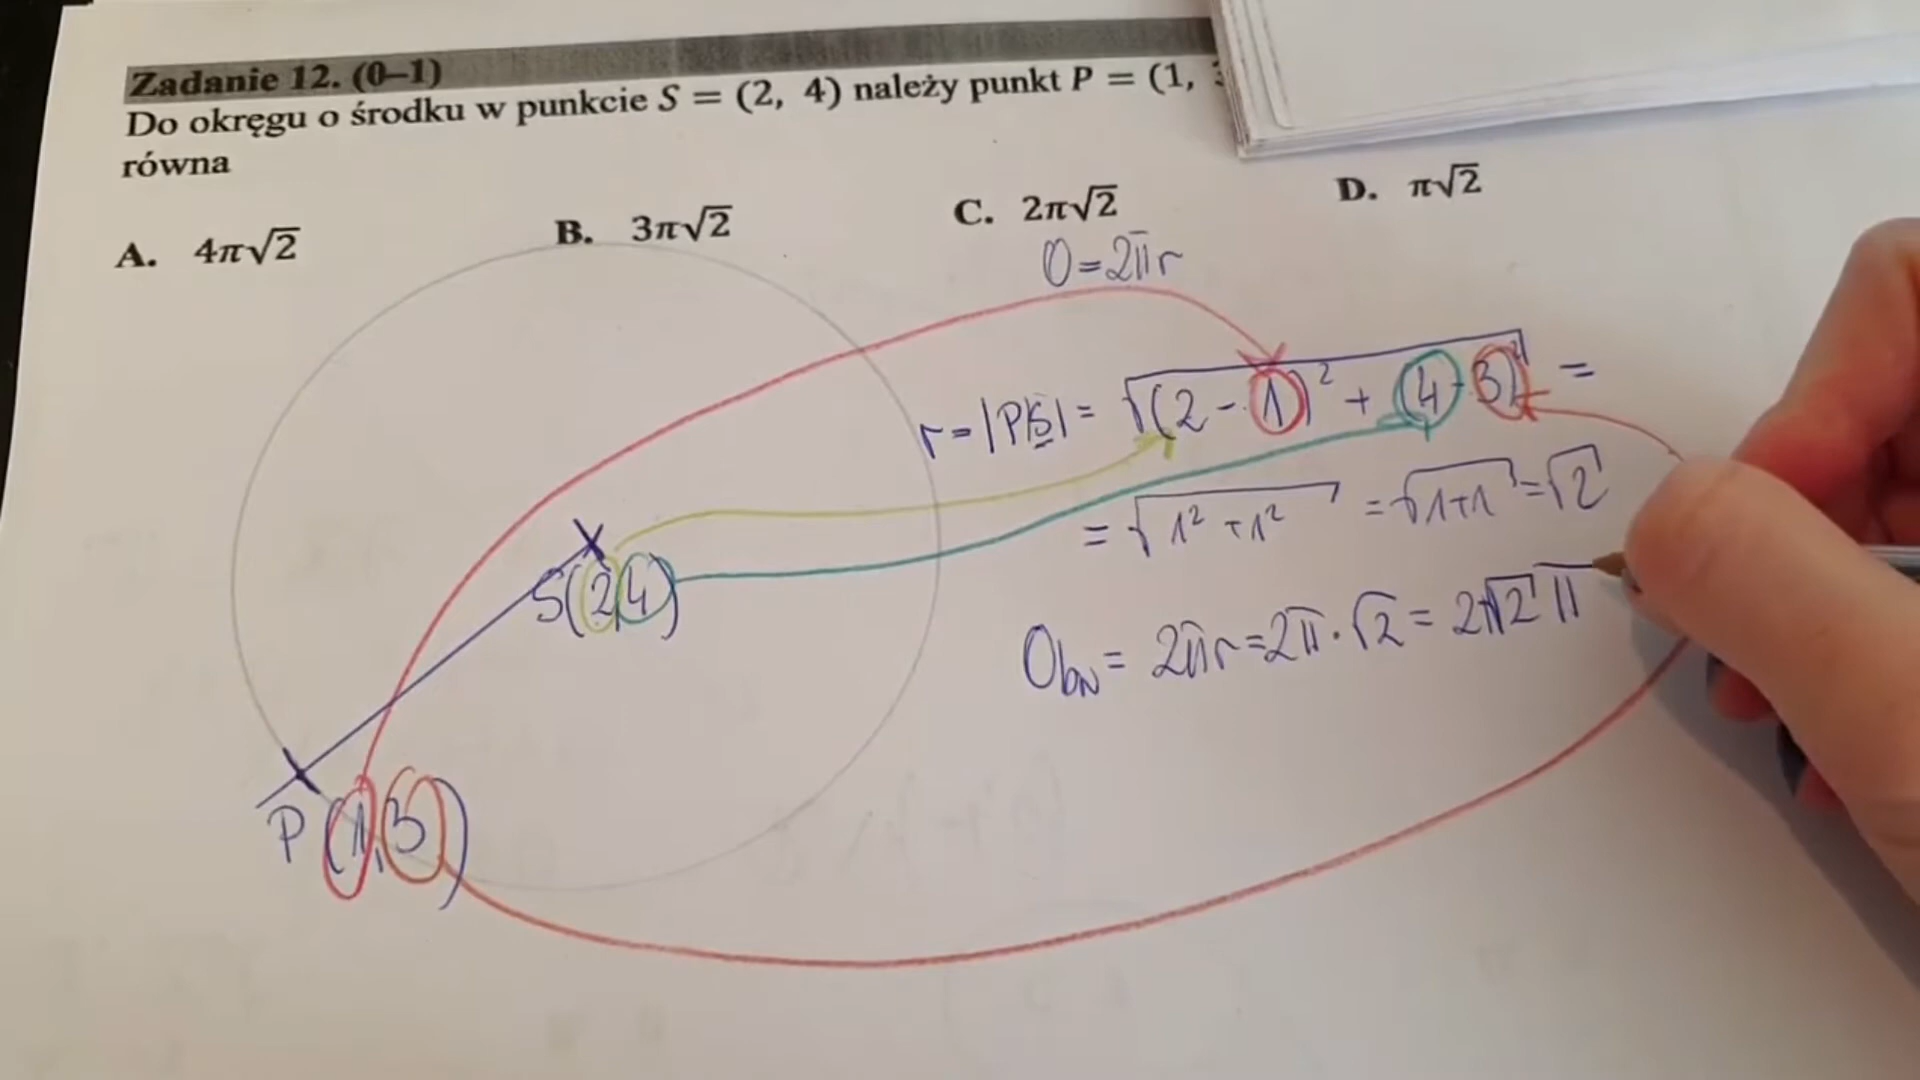 Zadanie 12. (0–1)
Do okręgu o środku w punkcie S = (2, 4) należy punkt P = (1,
równa
A. 4π√2 B. 3π√2 C. 2π√2 D. π√2
O = 2πr
r = |PS| = √((2 - 1)² + (4 - 3)²) =
= √(1² + 1²) = √(1+1) = √2
S(2,4)
Obw = 2πr = 2π · √2 = 2√2 π
P (1,3)